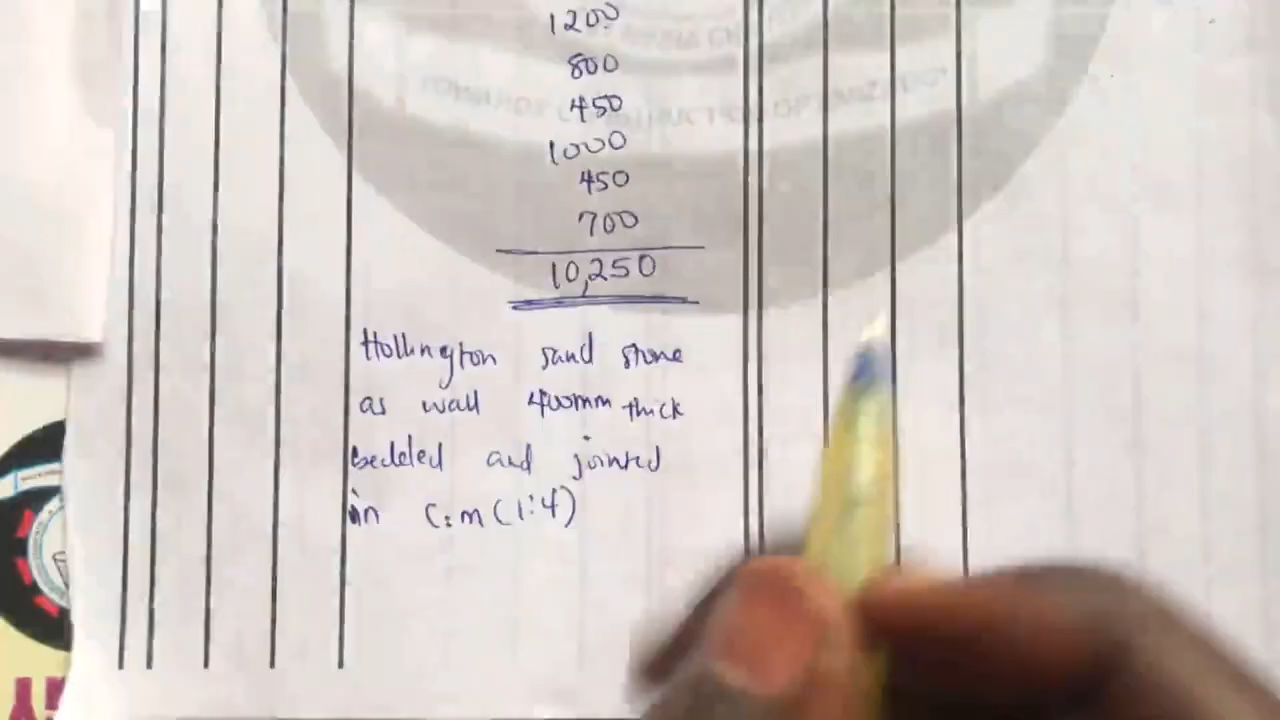 1200
800
450
1000
450
700
10,250
Hollington sand stone
as wall 400mm thick
bedded and jointed
in C:m (1:4)